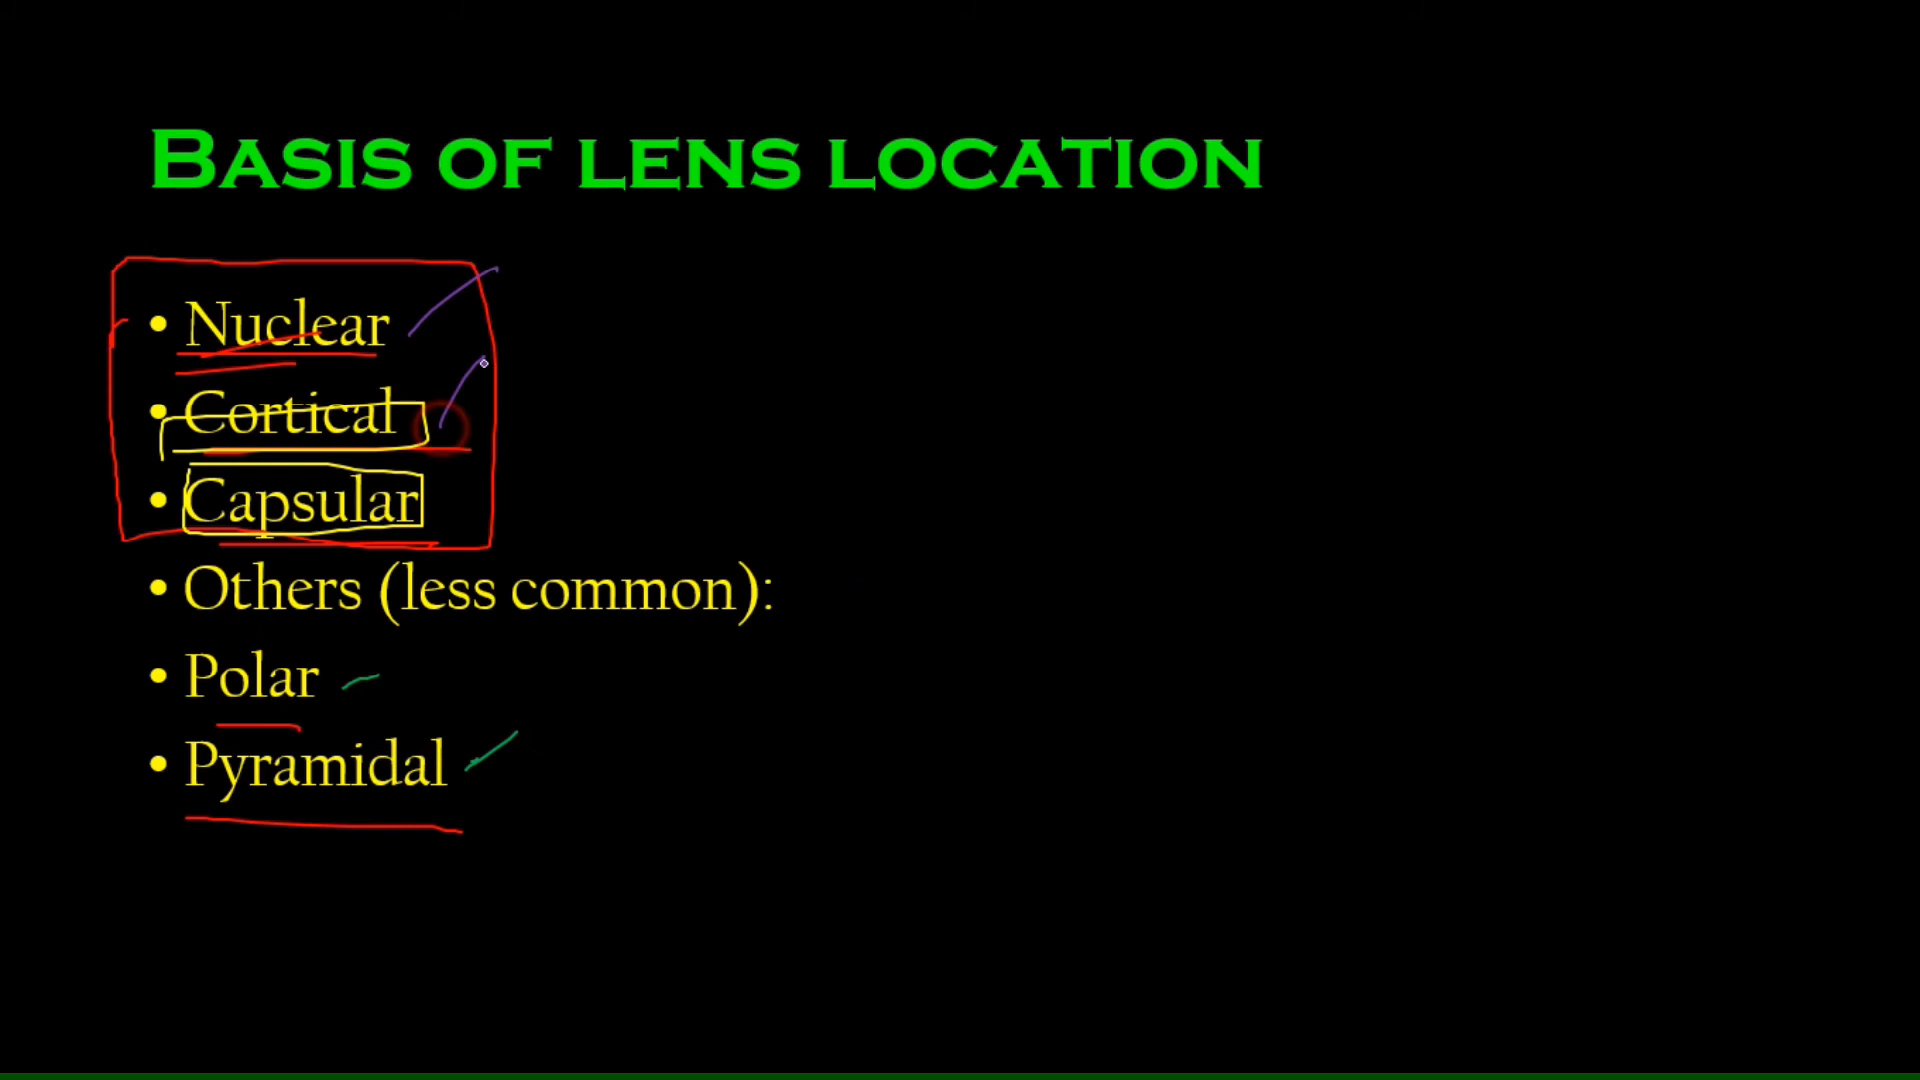 Basis of lens location
• Nuclear
• Cortical
• Capsular
• Others (less common):
• Polar
• Pyramidal